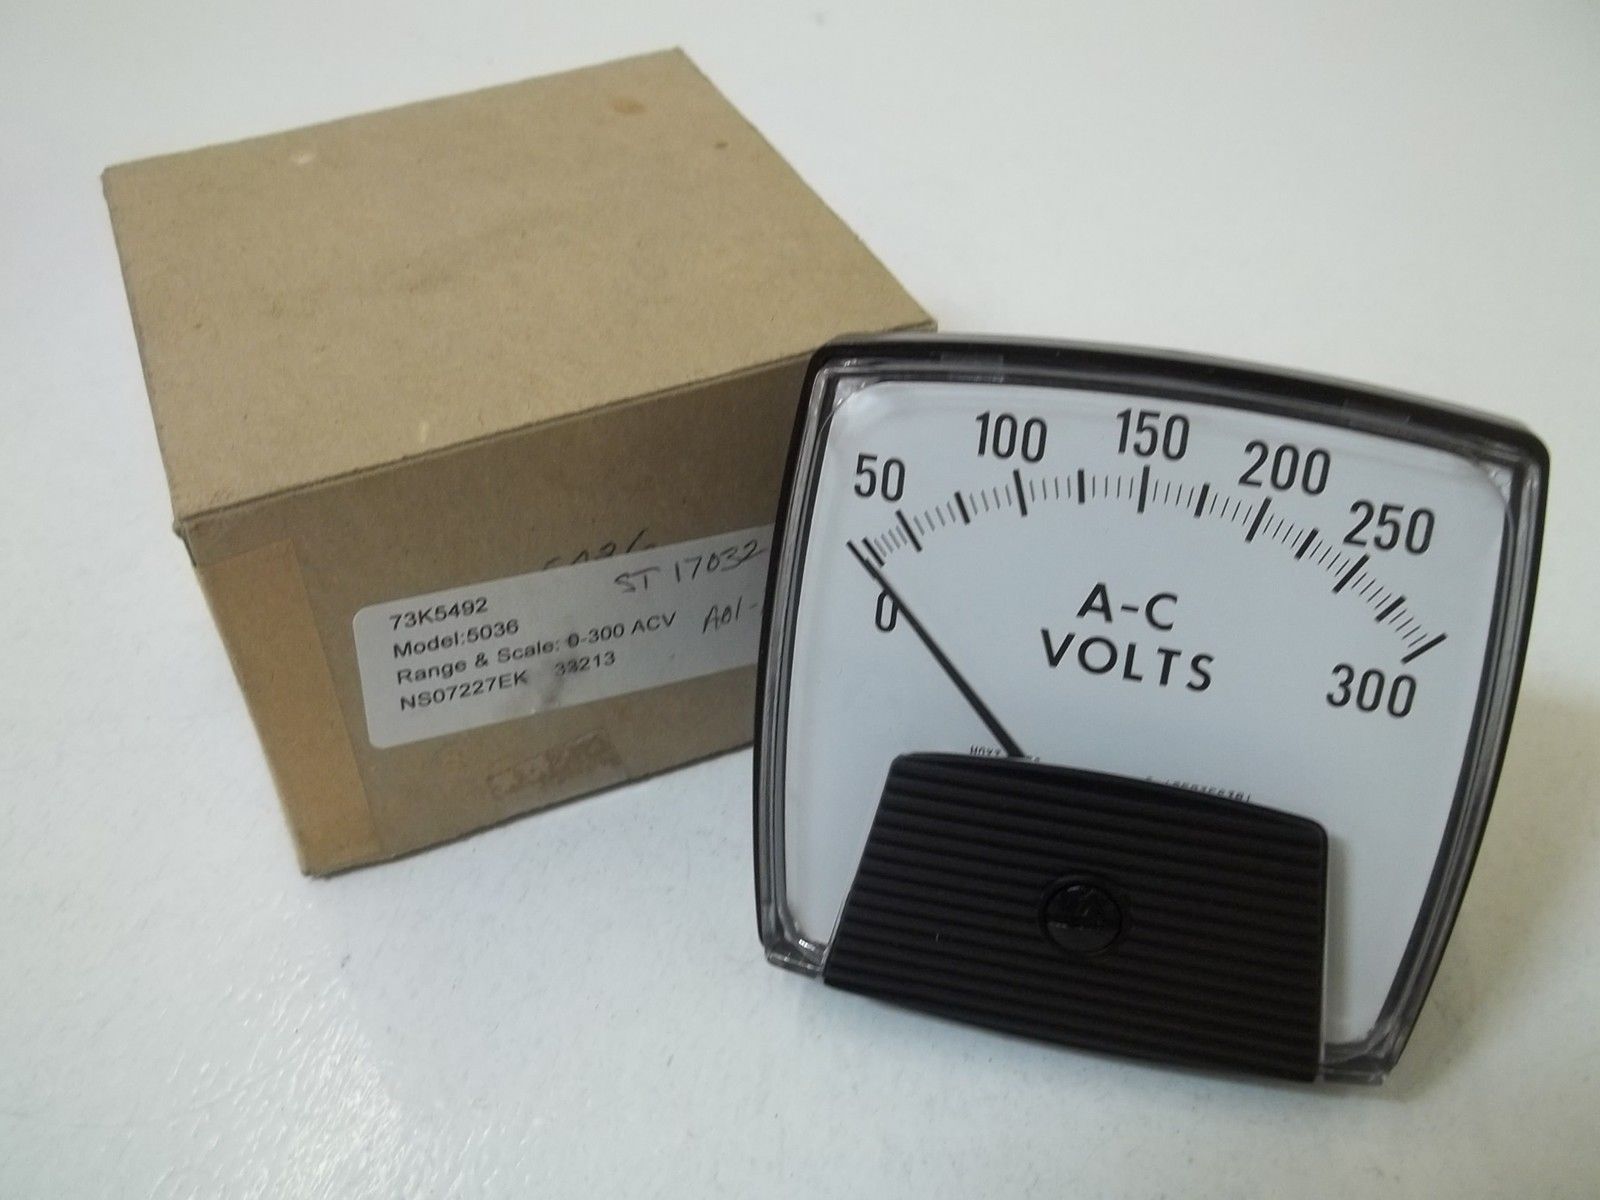 ST 17032
73K5492
Model:5036
Range & Scale: 0-300 ACV A01-
NS07227EK 33213
0
50
100
150
200
250
300
A-C
VOLTS